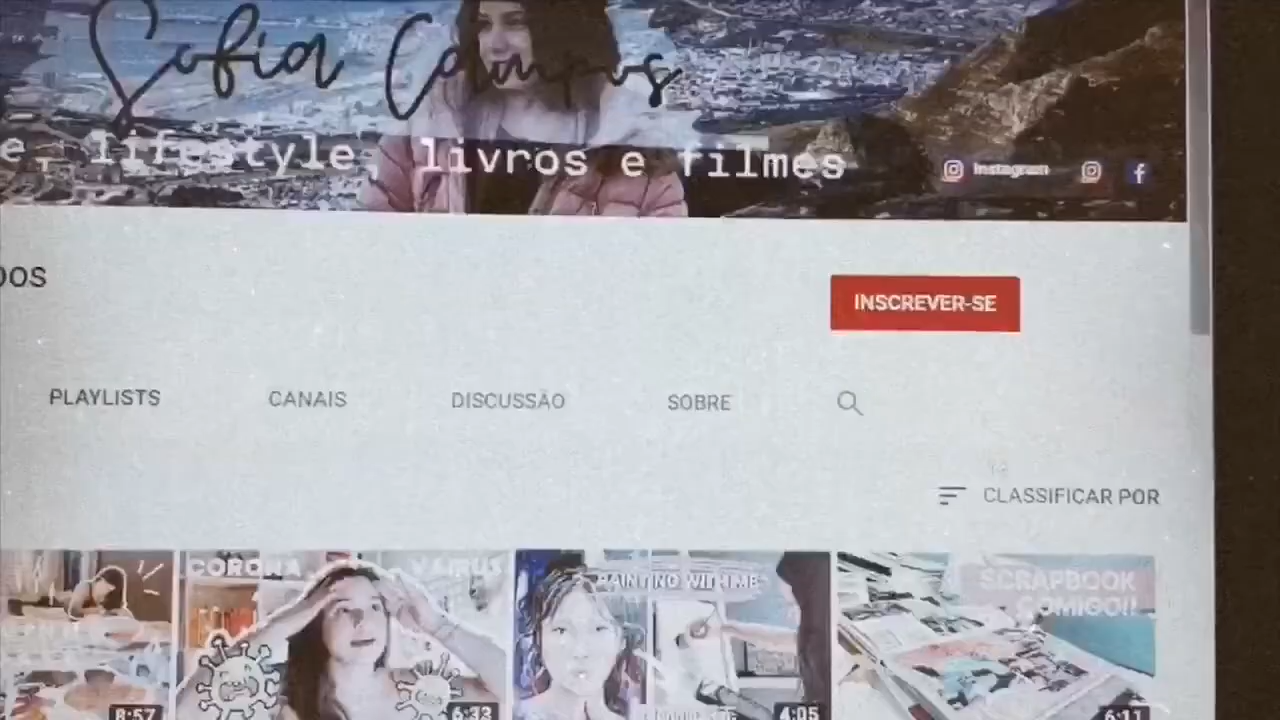 Sofia Campos
e, lifestyle, livros e filmes
Instagram
DOS
INSCREVER-SE
PLAYLISTS CANAIS DISCUSSÃO SOBRE
CLASSIFICAR POR
CORONA VAIRUS
PAINTING WITH ME
SCRAPBOOK
COMIGO!!
8:57
6:33
4:05
6:11